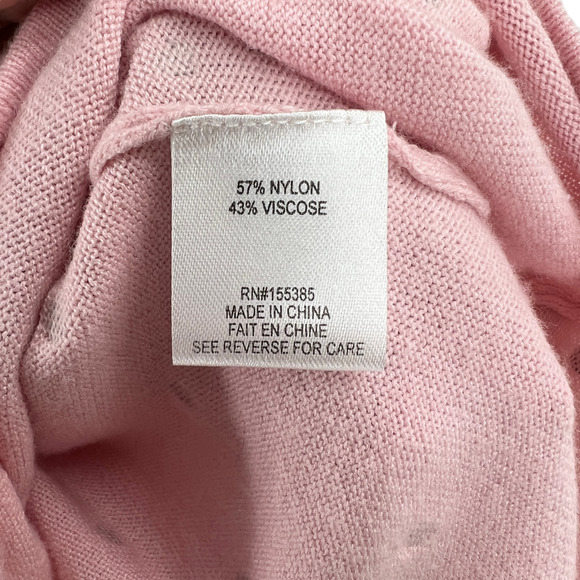 57% NYLON
43% VISCOSE
RN#155385
MADE IN CHINA
FAIT EN CHINE
SEE REVERSE FOR CARE